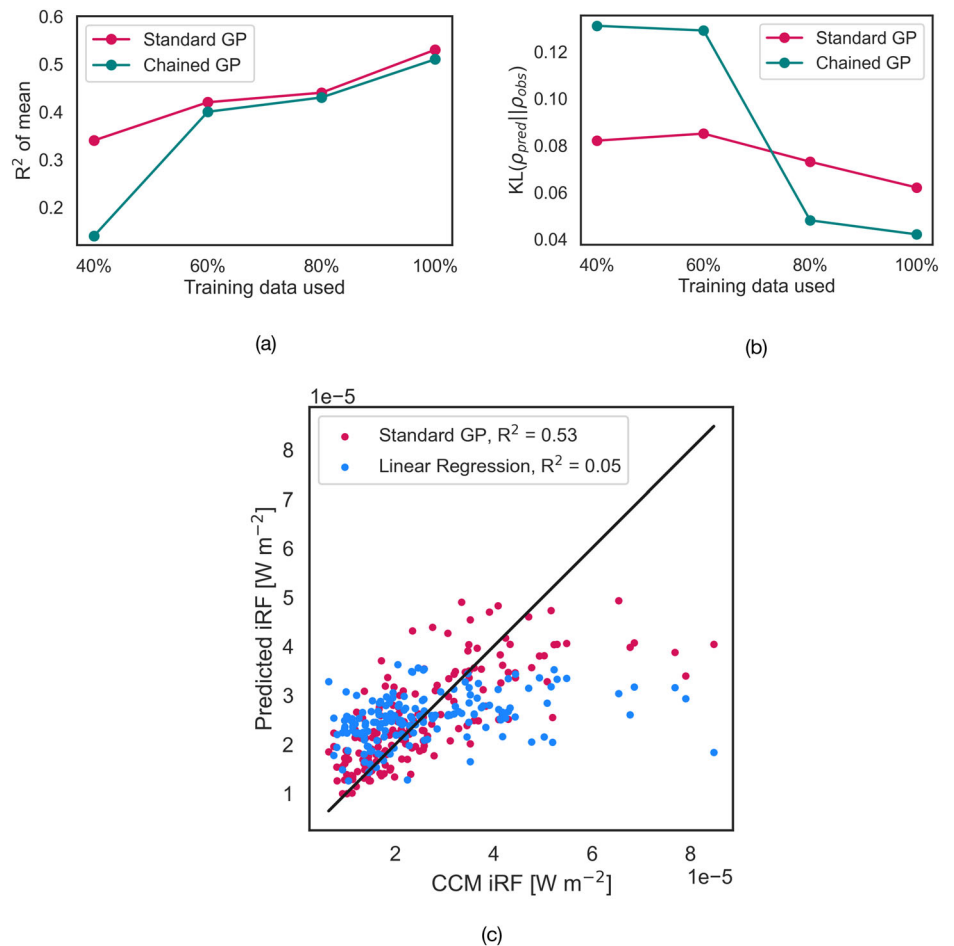 0.6
0.5
0.4
0.3
0.2
R² of mean
Standard GP
Chained GP
40% 60% 80% 100%
Training data used
(a)
0.12
0.10
0.08
0.06
0.04
KL(ρpred||ρobs)
Standard GP
Chained GP
40% 60% 80% 100%
Training data used
(b)
1e−5
8
7
6
5
4
3
2
1
Predicted iRF [W m⁻²]
Standard GP, R² = 0.53
Linear Regression, R² = 0.05
2 4 6 8
1e−5
CCM iRF [W m⁻²]
(c)